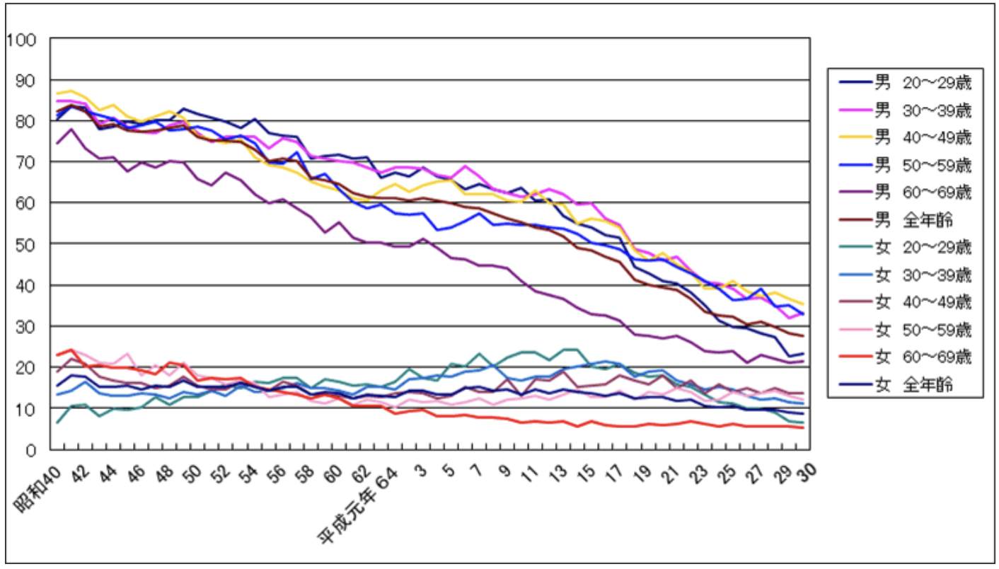 100
90
80
70
60
50
40
30
20
10
0
昭和40
42
44
46
48
50
52
54
56
58
60
62
平成元年 64
3
5
7
9
11
13
15
17
19
21
23
25
27
29
30
男 20～29歳
男 30～39歳
男 40～49歳
男 50～59歳
男 60～69歳
男 全年齢
女 20～29歳
女 30～39歳
女 40～49歳
女 50～59歳
女 60～69歳
女 全年齢